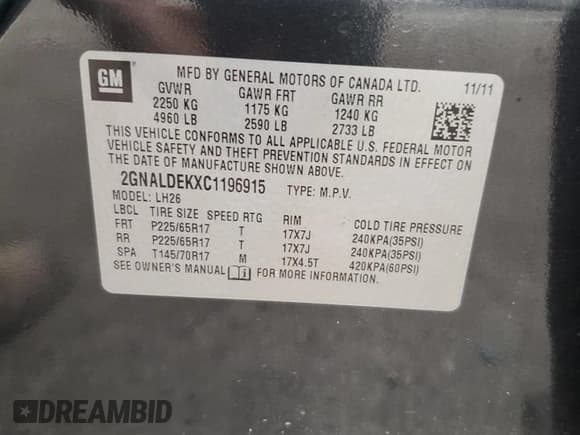 GM
MFD BY GENERAL MOTORS OF CANADA LTD.
11/11
GVWR GAWR FRT GAWR RR
2250 KG 1175 KG 1240 KG
4960 LB 2590 LB 2733 LB
THIS VEHICLE CONFORMS TO ALL APPLICABLE U.S. FEDERAL MOTOR
VEHICLE SAFETY AND THEFT PREVENTION STANDARDS IN EFFECT ON
THE DATE OF MANUFACTURE SHOWN ABOVE.
2GNALDEKXC1196915 TYPE: M.P.V.
MODEL: LH26
LBCL TIRE SIZE SPEED RTG RIM COLD TIRE PRESSURE
FRT P225/65R17 T 17X7J 240KPA(35PSI)
RR P225/65R17 T 17X7J 240KPA(35PSI)
SPA T145/70R17 M 17X4.5T 420KPA(60PSI)
SEE OWNER'S MANUAL FOR MORE INFORMATION.
DREAMBID